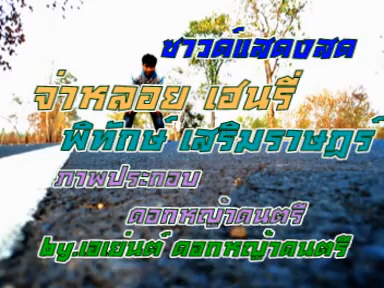 ซาวด์แสดงสด
จ่าหลอย เฮนรี่
พิทักษ์ เสริมราษฎร์
ภาพประกอบ
ดอกหญ้าดนตรี
by.เอเย่นต์ ดอกหญ้าดนตรี